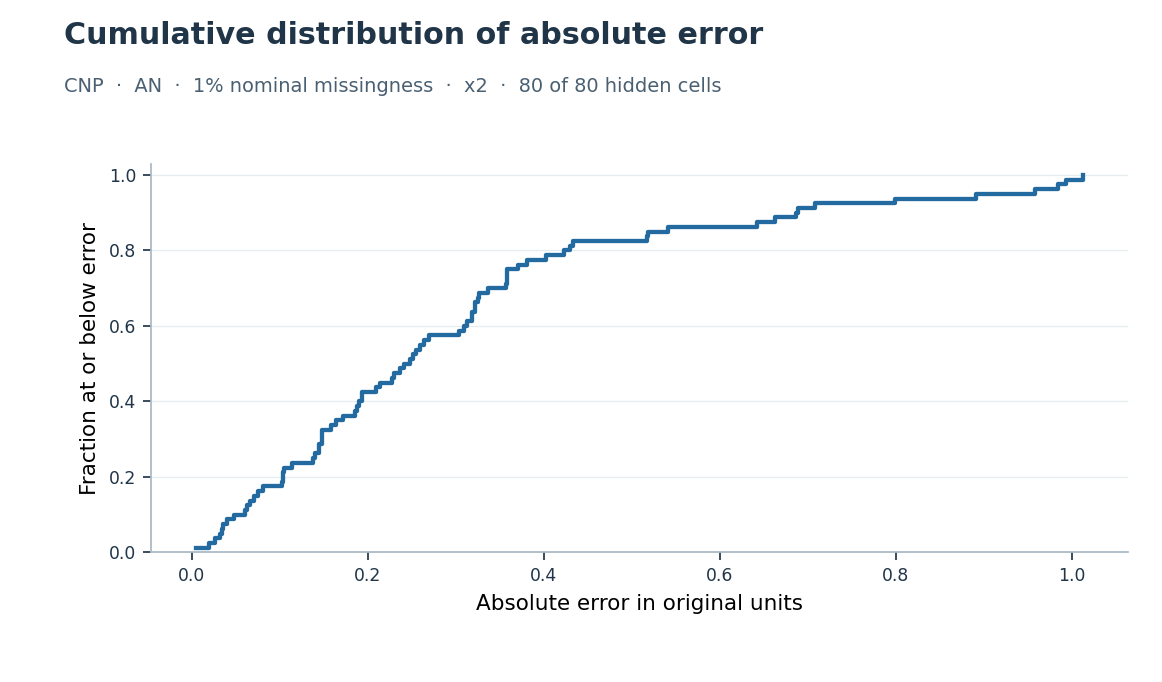 Cumulative distribution of absolute error
CNP · AN · 1% nominal missingness · x2 · 80 of 80 hidden cells
Fraction at or below error
1.0
0.8
0.6
0.4
0.2
0.0
0.0 0.2 0.4 0.6 0.8 1.0
Absolute error in original units